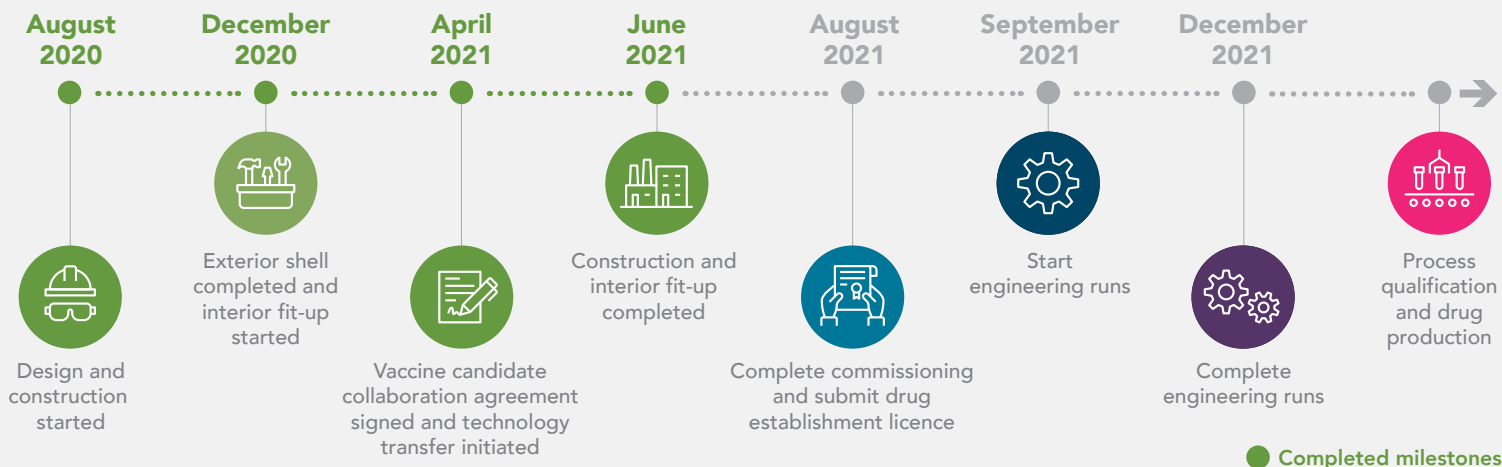 August
2020
December
2020
April
2021
June
2021
August
2021
September
2021
December
2021
Design and
construction
started
Exterior shell
completed and
interior fit-up
started
Vaccine candidate
collaboration agreement
signed and technology
transfer initiated
Construction and
interior fit-up
completed
Complete commissioning
and submit drug
establishment licence
Start
engineering runs
Complete
engineering runs
Process
qualification
and drug
production
Completed milestones